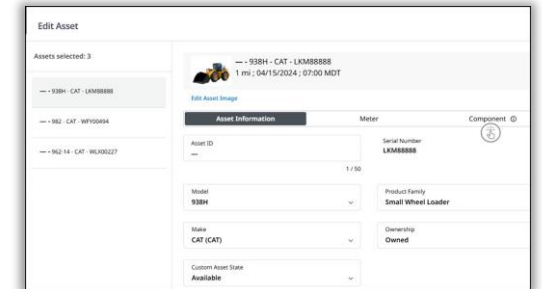 Edit Asset
Assets selected: 3
— - 938H - CAT - LKM88888
— - 962 - CAT - WFY00494
— - 962-14 - CAT - WLX00227
— - 938H - CAT - LKM88888
1 mi ; 04/15/2024 ; 07:00 MDT
Edit Asset Image
Asset Information
Meter
Component
Asset ID
—
1 / 50
Serial Number
LKM88888
Model
938H
Product Family
Small Wheel Loader
Make
CAT (CAT)
Ownership
Owned
Custom Asset State
Available